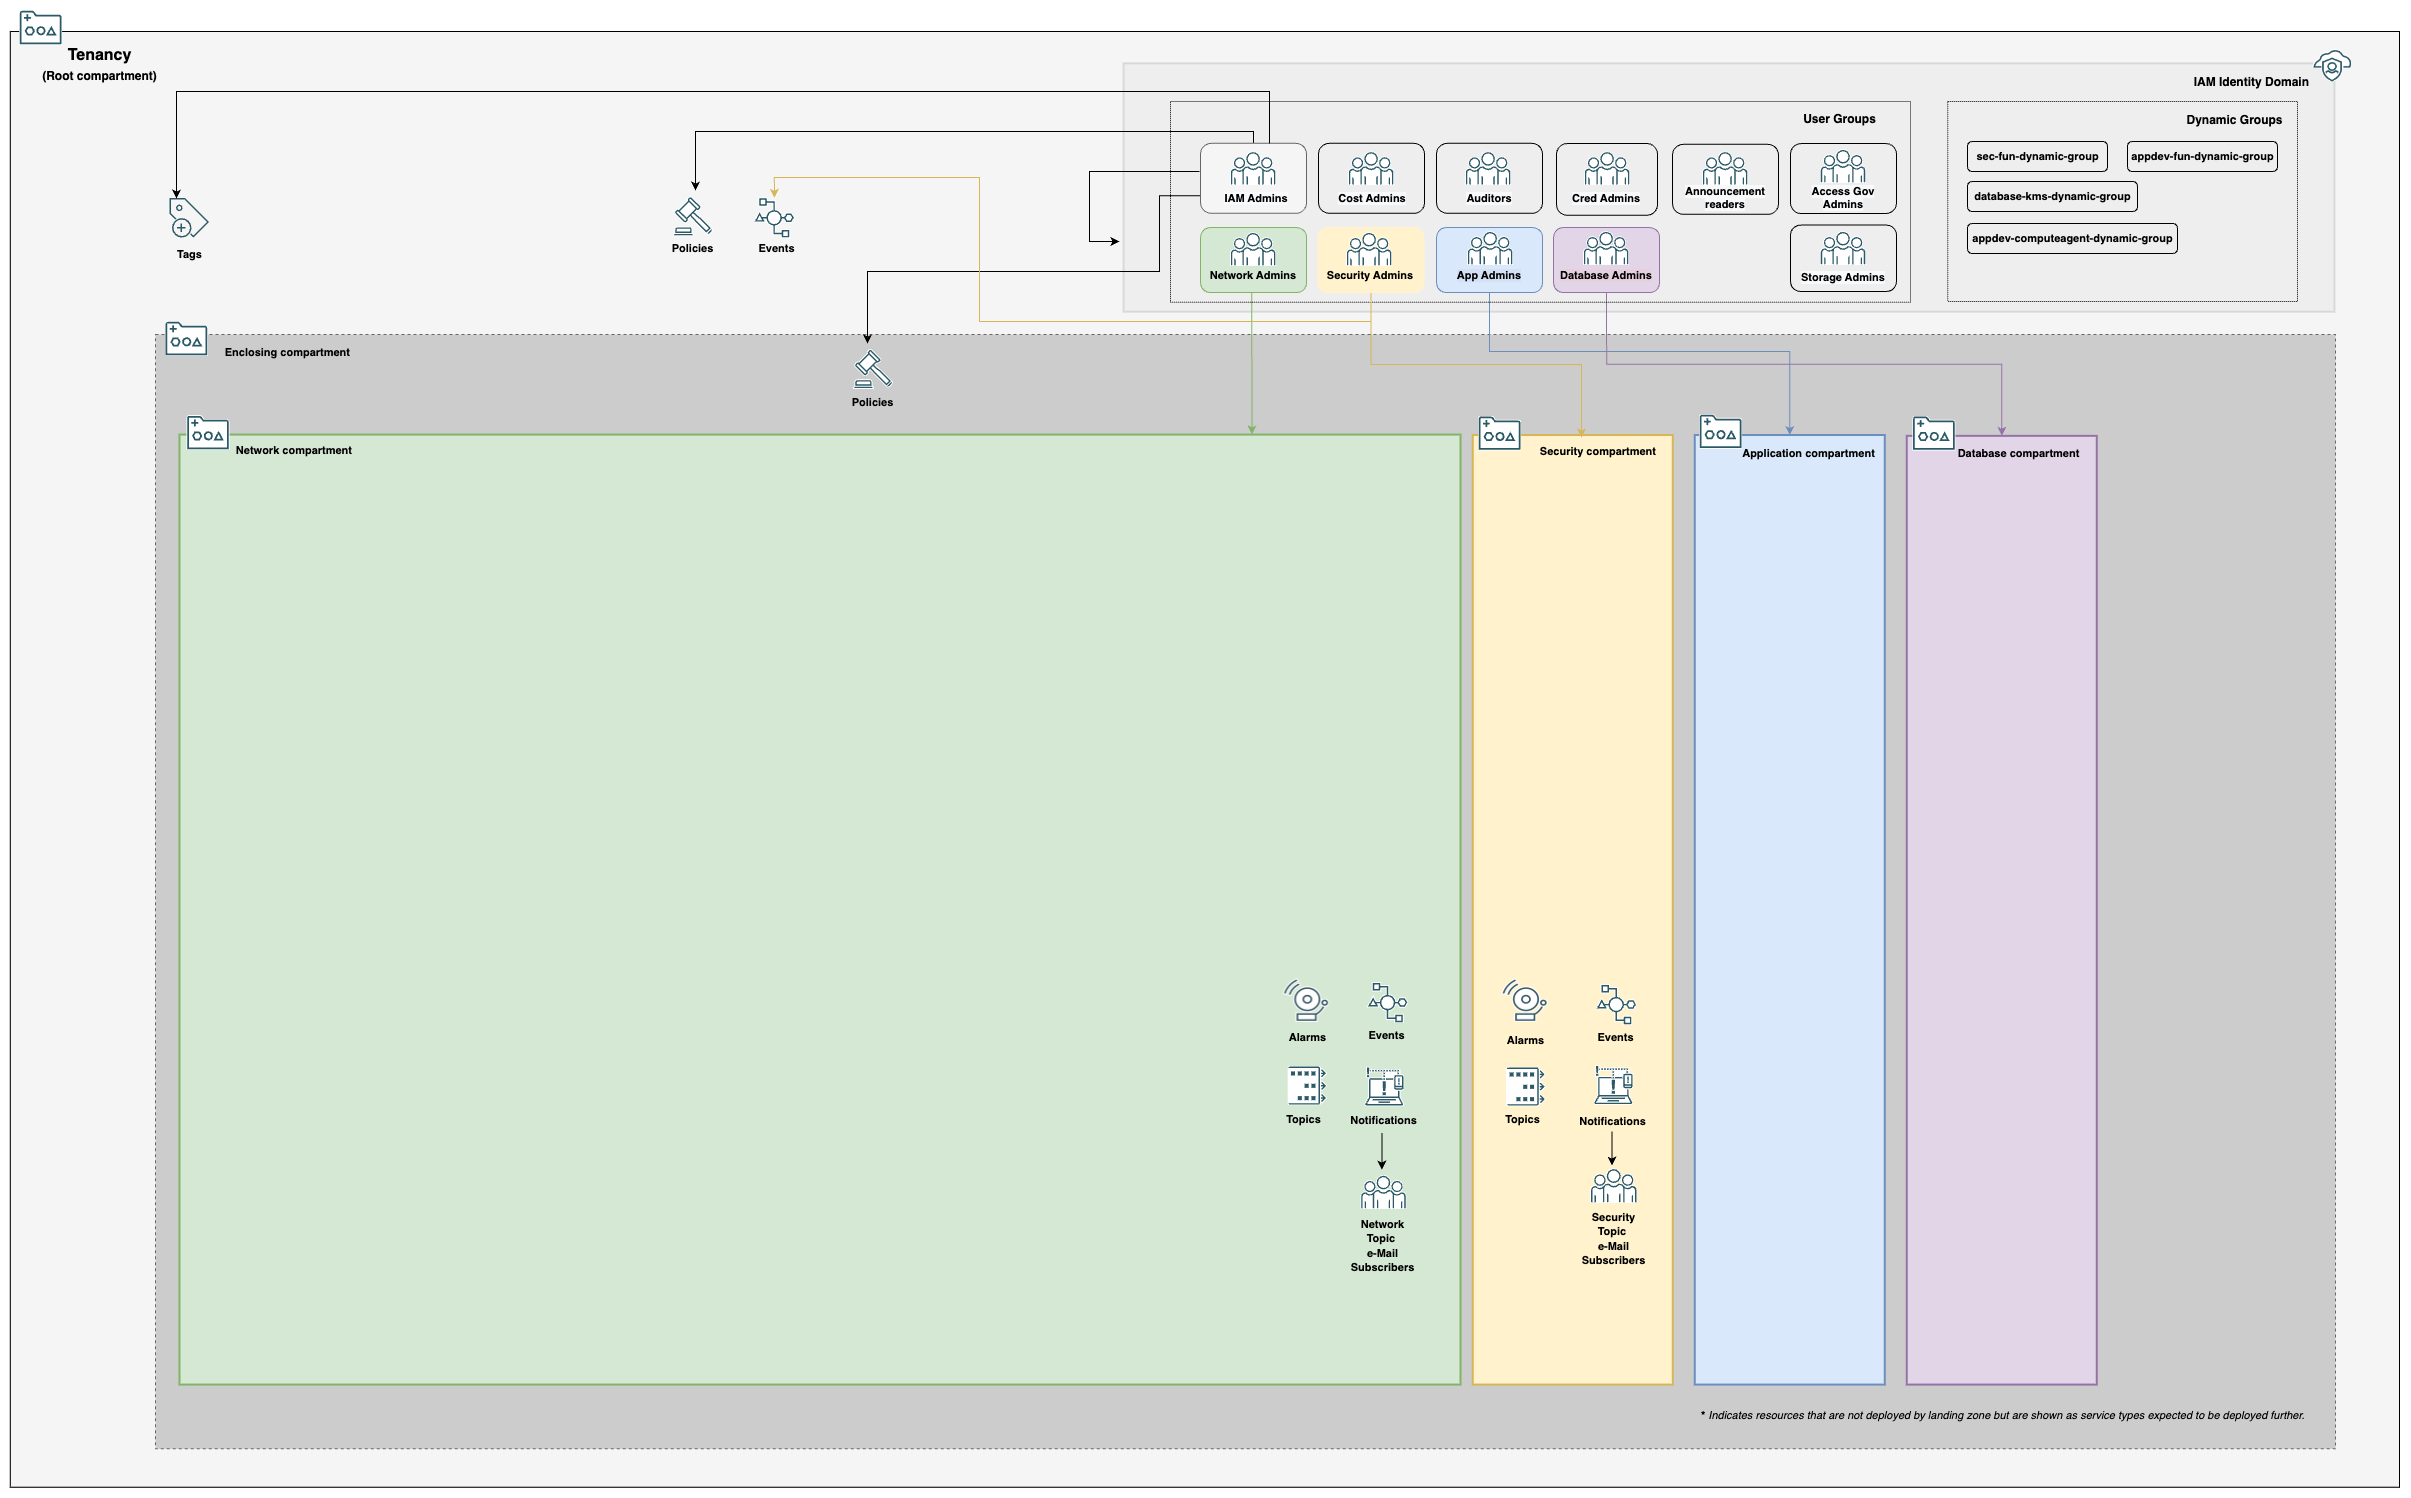 Tenancy
(Root compartment)
IAM Identity Domain
User Groups
Dynamic Groups
IAM Admins
Cost Admins
Auditors
Cred Admins
Announcement
readers
Access Gov
Admins
sec-fun-dynamic-group
appdev-fun-dynamic-group
database-kms-dynamic-group
appdev-computeagent-dynamic-group
Tags
Policies
Events
Network Admins
Security Admins
App Admins
Database Admins
Storage Admins
Enclosing compartment
Policies
Network compartment
Security compartment
Application compartment
Database compartment
Alarms
Events
Topics
Notifications
Network
Topic
e-Mail
Subscribers
Alarms
Events
Topics
Notifications
Security
Topic
e-Mail
Subscribers
* Indicates resources that are not deployed by landing zone but are shown as service types expected to be deployed further.